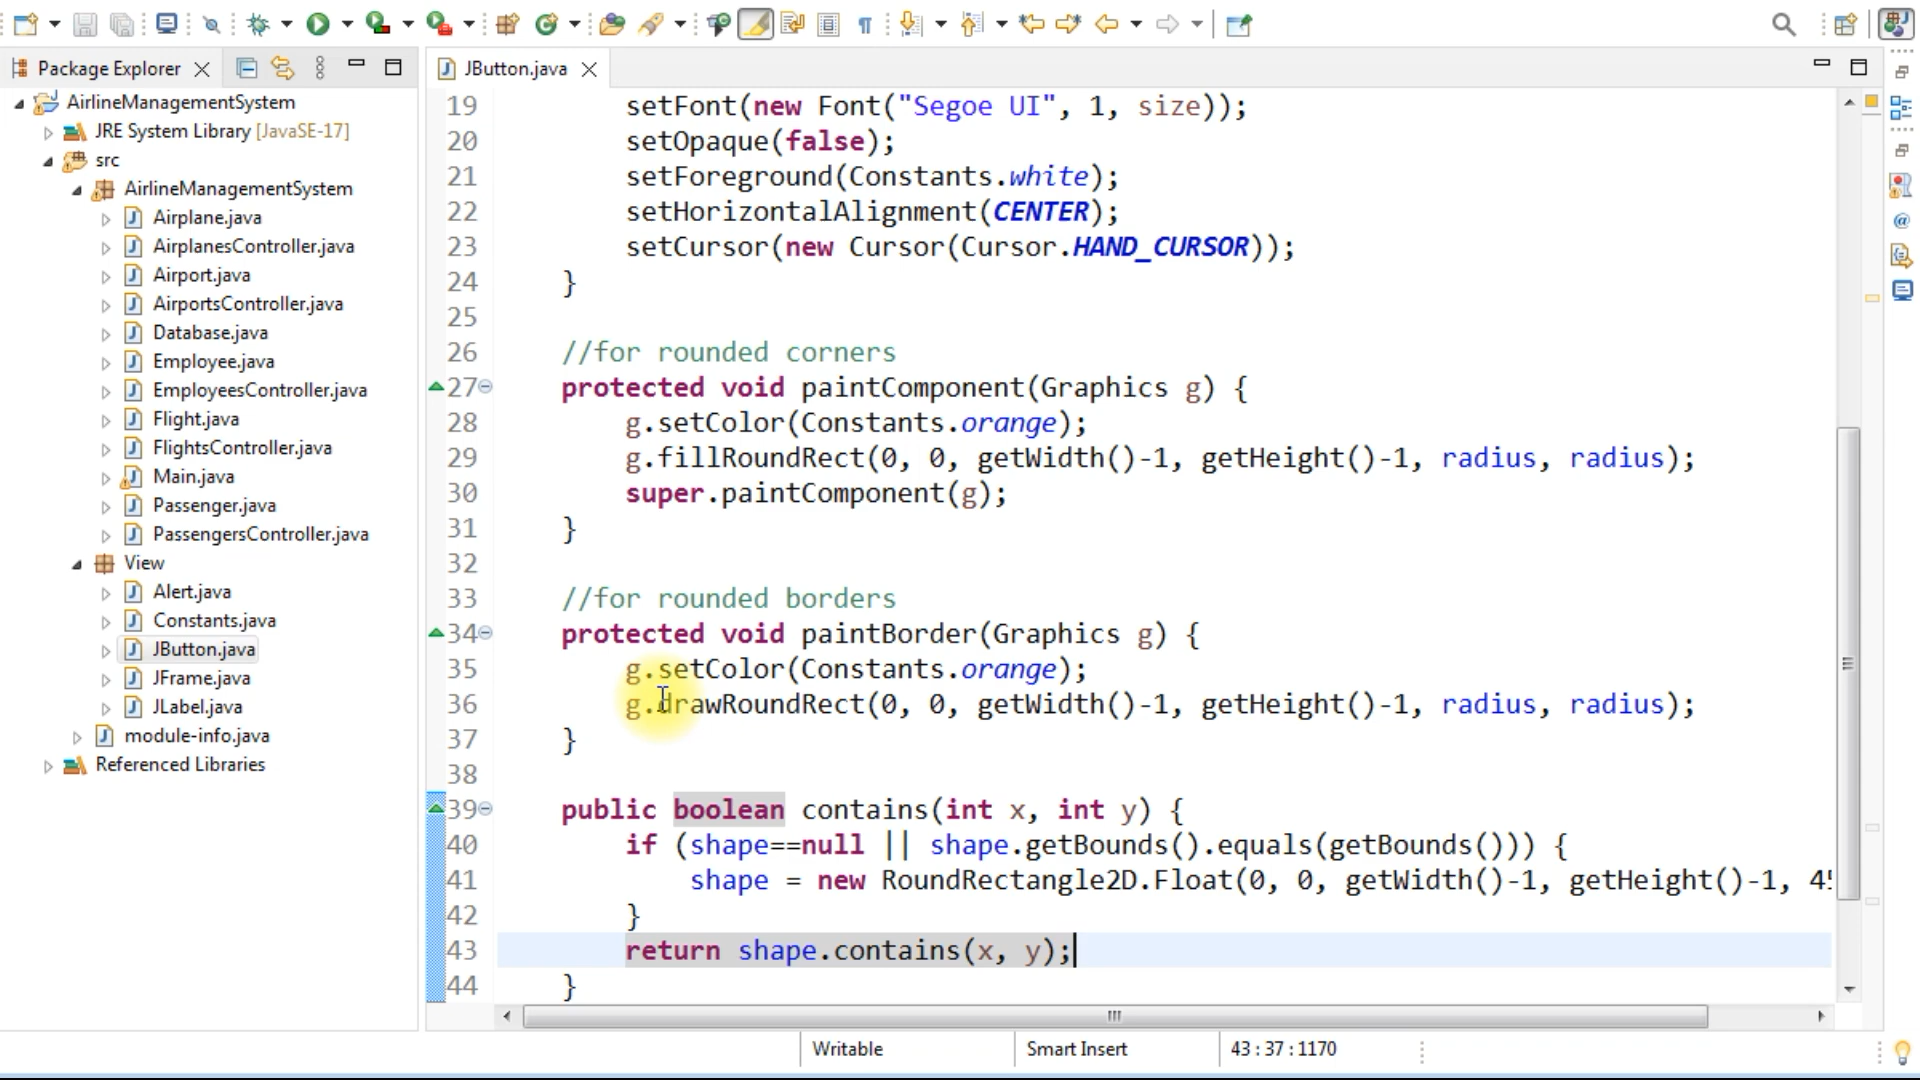 Package Explorer
AirlineManagementSystem
JRE System Library [JavaSE-17]
src
AirlineManagementSystem
Airplane.java
AirplanesController.java
Airport.java
AirportsController.java
Database.java
Employee.java
EmployeesController.java
Flight.java
FlightsController.java
Main.java
Passenger.java
PassengersController.java
View
Alert.java
Constants.java
JButton.java
JFrame.java
JLabel.java
module-info.java
Referenced Libraries
JButton.java
19 setFont(new Font("Segoe UI", 1, size));
20 setOpaque(false);
21 setForeground(Constants.white);
22 setHorizontalAlignment(CENTER);
23 setCursor(new Cursor(Cursor.HAND_CURSOR));
24 }
25
26 //for rounded corners
27 protected void paintComponent(Graphics g) {
28 g.setColor(Constants.orange);
29 g.fillRoundRect(0, 0, getWidth()-1, getHeight()-1, radius, radius);
30 super.paintComponent(g);
31 }
32
33 //for rounded borders
34 protected void paintBorder(Graphics g) {
35 g.setColor(Constants.orange);
36 g.drawRoundRect(0, 0, getWidth()-1, getHeight()-1, radius, radius);
37 }
38
39 public boolean contains(int x, int y) {
40 if (shape==null || shape.getBounds().equals(getBounds())) {
41 shape = new RoundRectangle2D.Float(0, 0, getWidth()-1, getHeight()-1,
42 }
43 return shape.contains(x, y);
44 }
Writable
Smart Insert
43 : 37 : 1170